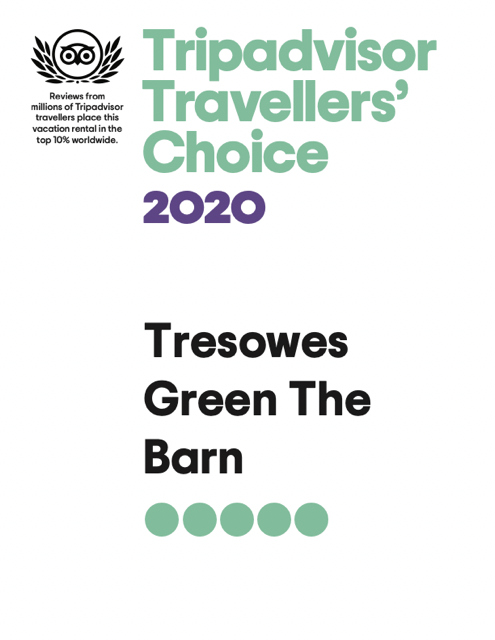 Tripadvisor
Travellers’
Choice
2020
Reviews from
millions of Tripadvisor
travellers place this
vacation rental in the
top 10% worldwide.
Tresowes
Green The
Barn